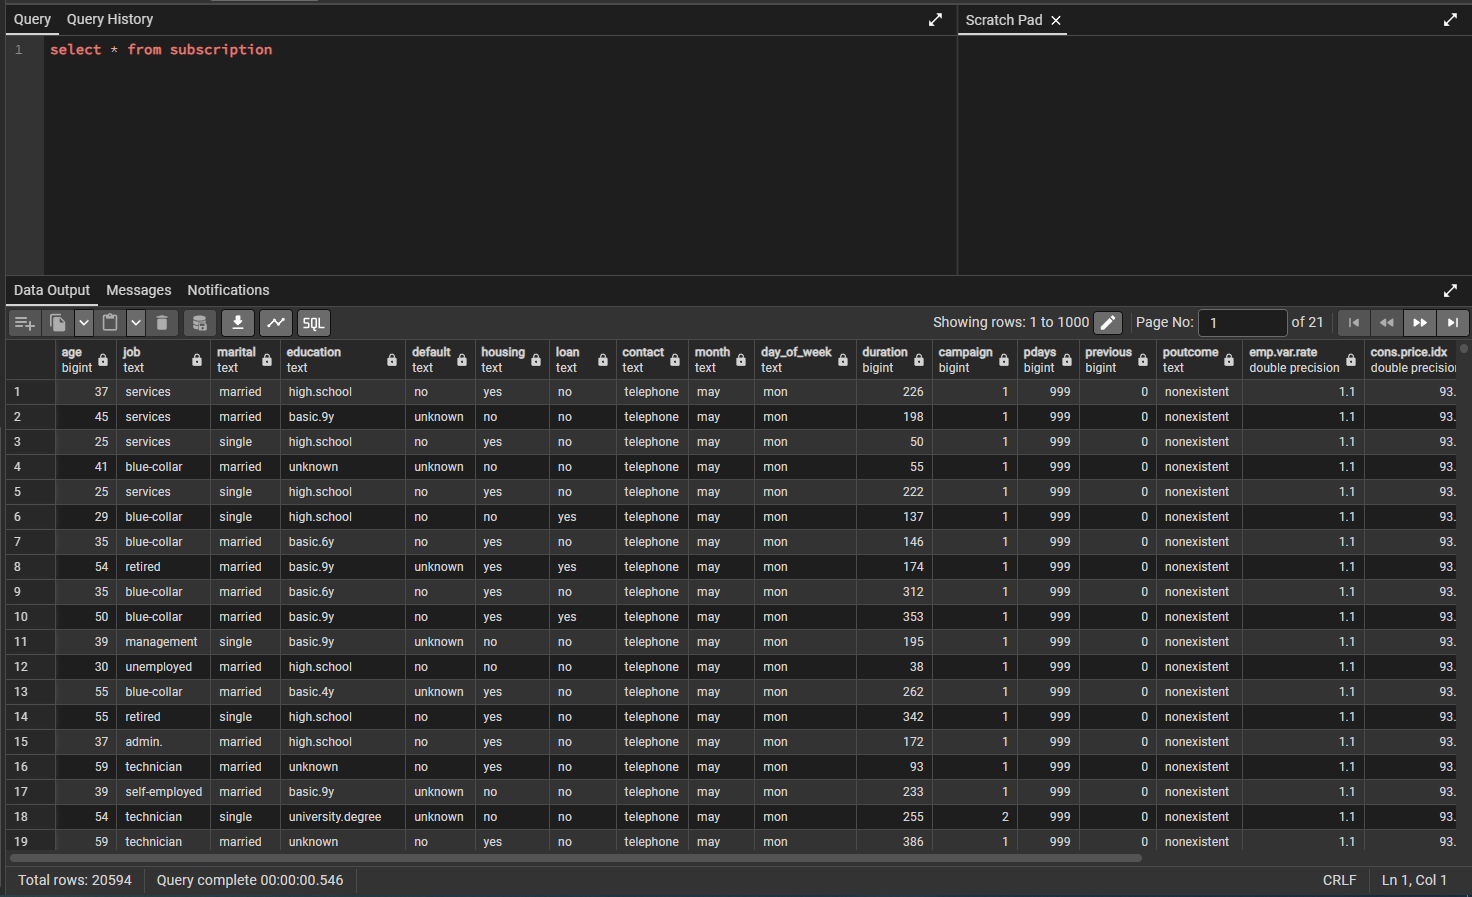 Query Query History Scratch Pad
1 select * from subscription
Data Output Messages Notifications
SQL Showing rows: 1 to 1000 Page No: 1 of 21
age job marital education default housing loan contact month day_of_week duration campaign pdays previous poutcome emp.var.rate cons.price.idx
bigint text text text text text text text text text bigint bigint bigint bigint text double precision double precision
1 37 services married high.school no yes no telephone may mon 226 1 999 0 nonexistent 1.1 93.
2 45 services married basic.9y unknown no no telephone may mon 198 1 999 0 nonexistent 1.1 93.
3 25 services single high.school no yes no telephone may mon 50 1 999 0 nonexistent 1.1 93.
4 41 blue-collar married unknown unknown no no telephone may mon 55 1 999 0 nonexistent 1.1 93.
5 25 services single high.school no yes no telephone may mon 222 1 999 0 nonexistent 1.1 93.
6 29 blue-collar single high.school no no yes telephone may mon 137 1 999 0 nonexistent 1.1 93.
7 35 blue-collar married basic.6y no yes no telephone may mon 146 1 999 0 nonexistent 1.1 93.
8 54 retired married basic.9y unknown yes yes telephone may mon 174 1 999 0 nonexistent 1.1 93.
9 35 blue-collar married basic.6y no yes no telephone may mon 312 1 999 0 nonexistent 1.1 93.
10 50 blue-collar married basic.9y no yes yes telephone may mon 353 1 999 0 nonexistent 1.1 93.
11 39 management single basic.9y unknown no no telephone may mon 195 1 999 0 nonexistent 1.1 93.
12 30 unemployed married high.school no no no telephone may mon 38 1 999 0 nonexistent 1.1 93.
13 55 blue-collar married basic.4y unknown yes no telephone may mon 262 1 999 0 nonexistent 1.1 93.
14 55 retired single high.school no yes no telephone may mon 342 1 999 0 nonexistent 1.1 93.
15 37 admin. married high.school no yes no telephone may mon 172 1 999 0 nonexistent 1.1 93.
16 59 technician married unknown no yes no telephone may mon 93 1 999 0 nonexistent 1.1 93.
17 39 self-employed married basic.9y unknown no no telephone may mon 233 1 999 0 nonexistent 1.1 93.
18 54 technician single university.degree unknown no no telephone may mon 255 2 999 0 nonexistent 1.1 93.
19 59 technician married unknown no yes no telephone may mon 386 1 999 0 nonexistent 1.1 93.
Total rows: 20594 Query complete 00:00:00.546 CRLF Ln 1, Col 1